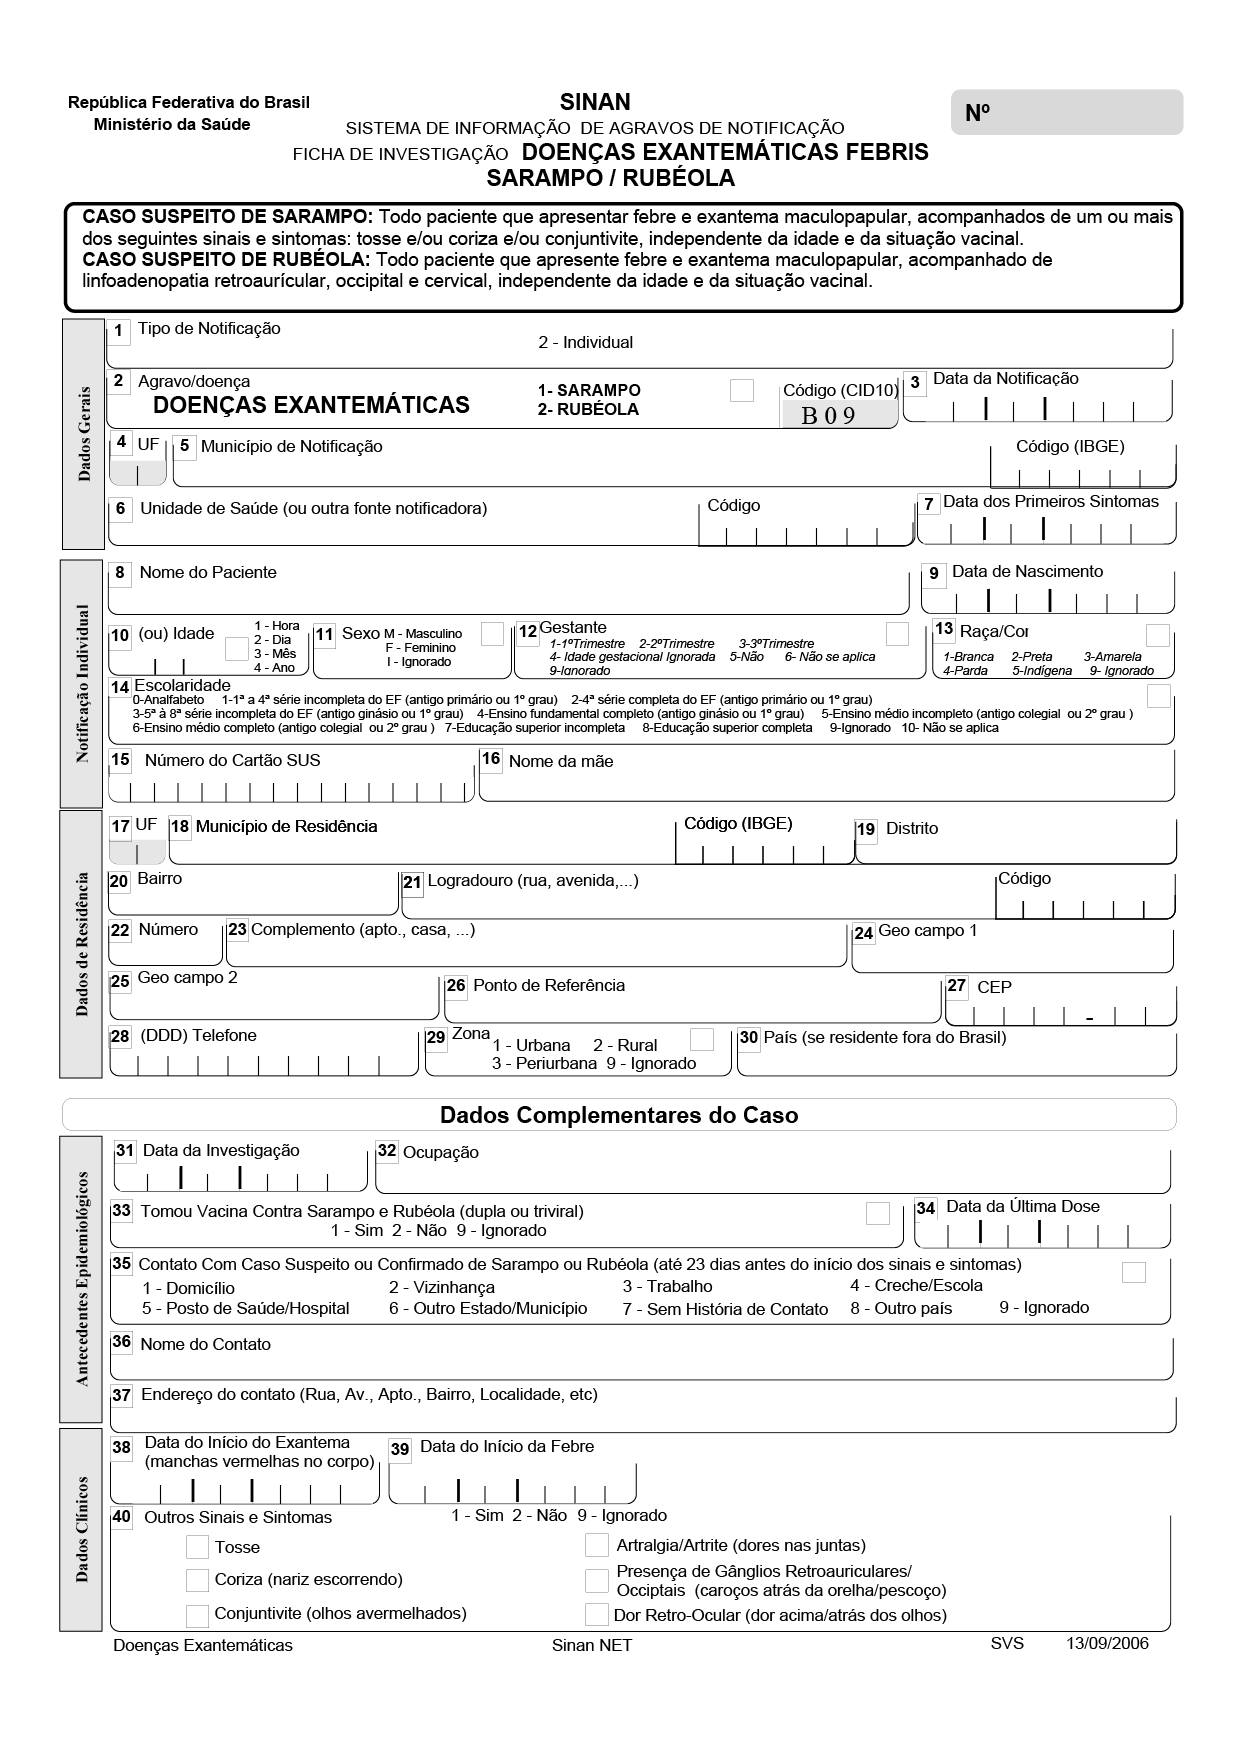 República Federativa do Brasil
Ministério da Saúde
SINAN
SISTEMA DE INFORMAÇÃO DE AGRAVOS DE NOTIFICAÇÃO
FICHA DE INVESTIGAÇÃO DOENÇAS EXANTEMÁTICAS FEBRIS
SARAMPO / RUBÉOLA
Nº
CASO SUSPEITO DE SARAMPO: Todo paciente que apresentar febre e exantema maculopapular, acompanhados de um ou mais
dos seguintes sinais e sintomas: tosse e/ou coriza e/ou conjuntivite, independente da idade e da situação vacinal.
CASO SUSPEITO DE RUBÉOLA: Todo paciente que apresente febre e exantema maculopapular, acompanhado de
linfoadenopatia retroaurícular, occipital e cervical, independente da idade e da situação vacinal.
Dados Gerais
1 Tipo de Notificação
2 - Individual
2 Agravo/doença
DOENÇAS EXANTEMÁTICAS
1- SARAMPO
2- RUBÉOLA
Código (CID10)
B 0 9
3 Data da Notificação
4 UF
5 Município de Notificação
Código (IBGE)
6 Unidade de Saúde (ou outra fonte notificadora)
Código
7 Data dos Primeiros Sintomas
Notificação Individual
8 Nome do Paciente
9 Data de Nascimento
10 (ou) Idade
1 - Hora
2 - Dia
3 - Mês
4 - Ano
11 Sexo M - Masculino
F - Feminino
I - Ignorado
12 Gestante
1-1ºTrimestre 2-2ºTrimestre 3-3ºTrimestre
4- Idade gestacional Ignorada 5-Não 6- Não se aplica
9-Ignorado
13 Raça/Cor
1-Branca 2-Preta 3-Amarela
4-Parda 5-Indígena 9- Ignorado
14 Escolaridade
0-Analfabeto 1-1ª a 4ª série incompleta do EF (antigo primário ou 1º grau) 2-4ª série completa do EF (antigo primário ou 1º grau)
3-5ª à 8ª série incompleta do EF (antigo ginásio ou 1º grau) 4-Ensino fundamental completo (antigo ginásio ou 1º grau) 5-Ensino médio incompleto (antigo colegial ou 2º grau )
6-Ensino médio completo (antigo colegial ou 2º grau ) 7-Educação superior incompleta 8-Educação superior completa 9-Ignorado 10- Não se aplica
15 Número do Cartão SUS
16 Nome da mãe
Dados de Residência
17 UF
18 Município de Residência
Código (IBGE)
19 Distrito
20 Bairro
21 Logradouro (rua, avenida,...)
Código
22 Número
23 Complemento (apto., casa, ...)
24 Geo campo 1
25 Geo campo 2
26 Ponto de Referência
27 CEP
-
28 (DDD) Telefone
29 Zona
1 - Urbana 2 - Rural
3 - Periurbana 9 - Ignorado
30 País (se residente fora do Brasil)
Dados Complementares do Caso
Antecedentes Epidemiológicos
31 Data da Investigação
32 Ocupação
33 Tomou Vacina Contra Sarampo e Rubéola (dupla ou triviral)
1 - Sim 2 - Não 9 - Ignorado
34 Data da Última Dose
35 Contato Com Caso Suspeito ou Confirmado de Sarampo ou Rubéola (até 23 dias antes do início dos sinais e sintomas)
1 - Domicílio 2 - Vizinhança 3 - Trabalho 4 - Creche/Escola
5 - Posto de Saúde/Hospital 6 - Outro Estado/Município 7 - Sem História de Contato 8 - Outro país 9 - Ignorado
36 Nome do Contato
37 Endereço do contato (Rua, Av., Apto., Bairro, Localidade, etc)
Dados Clínicos
38 Data do Início do Exantema
(manchas vermelhas no corpo)
39 Data do Início da Febre
40 Outros Sinais e Sintomas 1 - Sim 2 - Não 9 - Ignorado
Tosse
Coriza (nariz escorrendo)
Conjuntivite (olhos avermelhados)
Artralgia/Artrite (dores nas juntas)
Presença de Gânglios Retroauriculares/
Occiptais (caroços atrás da orelha/pescoço)
Dor Retro-Ocular (dor acima/atrás dos olhos)
Doenças Exantemáticas Sinan NET SVS 13/09/2006